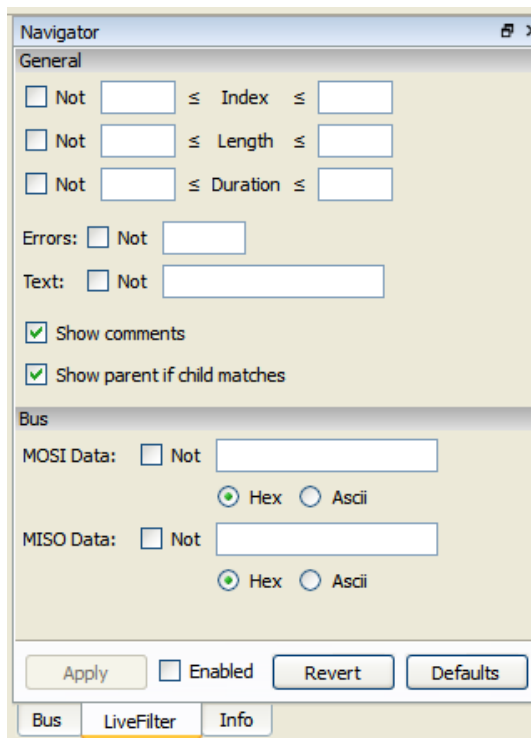 Navigator
General
Not ≤ Index ≤
Not ≤ Length ≤
Not ≤ Duration ≤
Errors: Not
Text: Not
Show comments
Show parent if child matches
Bus
MOSI Data: Not
Hex Ascii
MISO Data: Not
Hex Ascii
Apply Enabled Revert Defaults
Bus LiveFilter Info